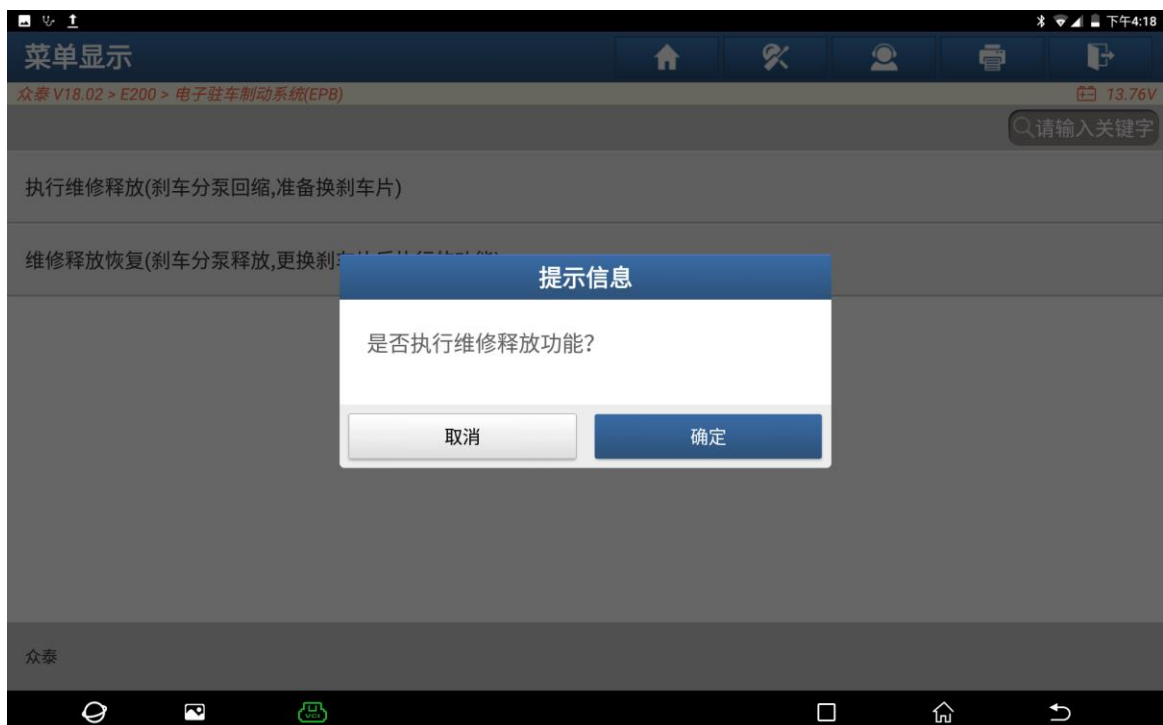 下午4:18
菜单显示
众泰 V18.02 > E200 > 电子驻车制动系统(EPB)
13.76V
请输入关键字
执行维修释放(刹车分泵回缩,准备换刹车片)
维修释放恢复(刹车分泵释放,更换刹
提示信息
是否执行维修释放功能?
取消
确定
众泰
VCI